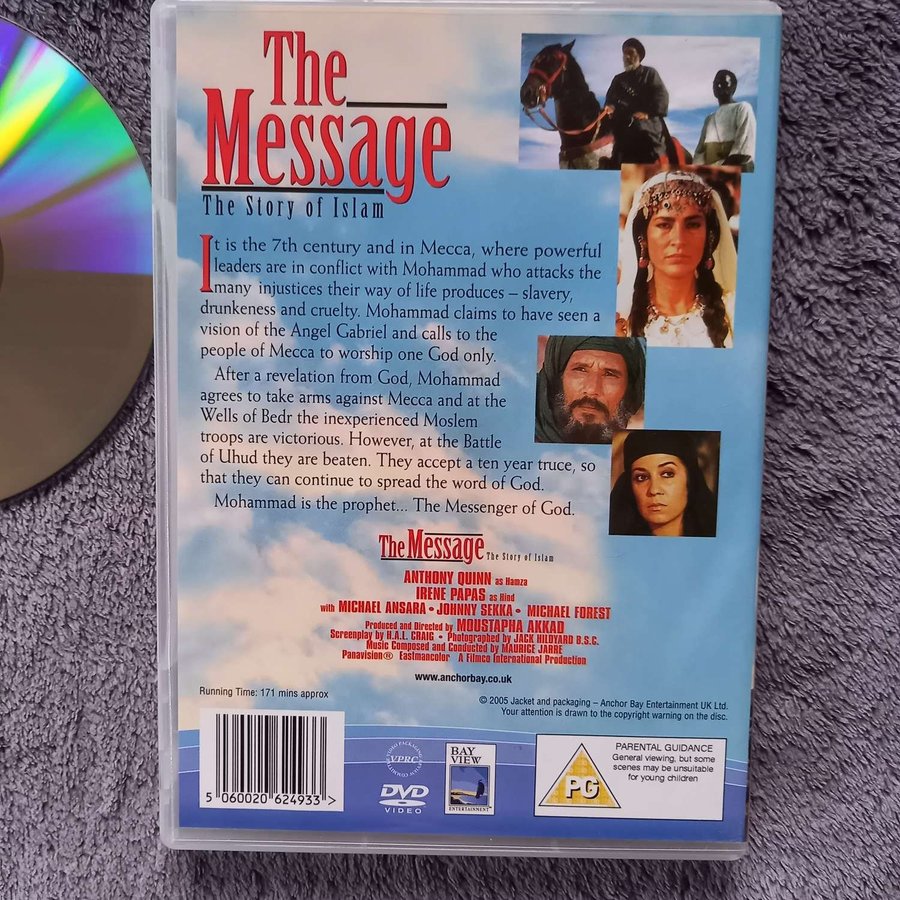 The
Message
The Story of Islam
It is the 7th century and in Mecca, where powerful
leaders are in conflict with Mohammad who attacks the
many injustices their way of life produces – slavery,
drunkeness and cruelty. Mohammad claims to have seen a
vision of the Angel Gabriel and calls to the
people of Mecca to worship one God only.
After a revelation from God, Mohammad
agrees to take arms against Mecca and at the
Wells of Bedr the inexperienced Moslem
troops are victorious. However, at the Battle
of Uhud they are beaten. They accept a ten year truce, so
that they can continue to spread the word of God.
Mohammad is the prophet... The Messenger of God.
The Message The Story of Islam
ANTHONY QUINN as Hamza
IRENE PAPAS as Hind
with MICHAEL ANSARA • JOHNNY SEKKA • MICHAEL FOREST
Produced and Directed by MOUSTAPHA AKKAD
Screenplay by H.A.L. CRAIG • Photographed by JACK HILDYARD B.S.C.
Music Composed and Conducted by MAURICE JARRE
Panavision® Eastmancolor A Filmco International Production
www.anchorbay.co.uk
Running Time: 171 mins approx
© 2005 Jacket and packaging – Anchor Bay Entertainment UK Ltd.
Your attention is drawn to the copyright warning on the disc.
5 060020 624933 >
VPRC
DVD
VIDEO
BAY
VIEW
ENTERTAINMENT
PG
PARENTAL GUIDANCE
General viewing, but some
scenes may be unsuitable
for young children